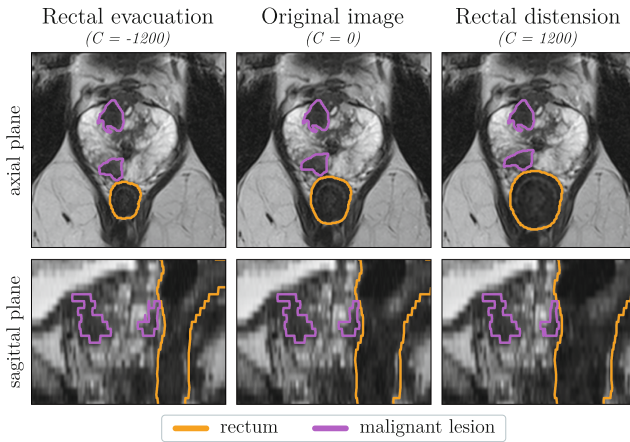 Rectal evacuation
(C = -1200)
Original image
(C = 0)
Rectal distension
(C = 1200)
axial plane
sagittal plane
rectum
malignant lesion